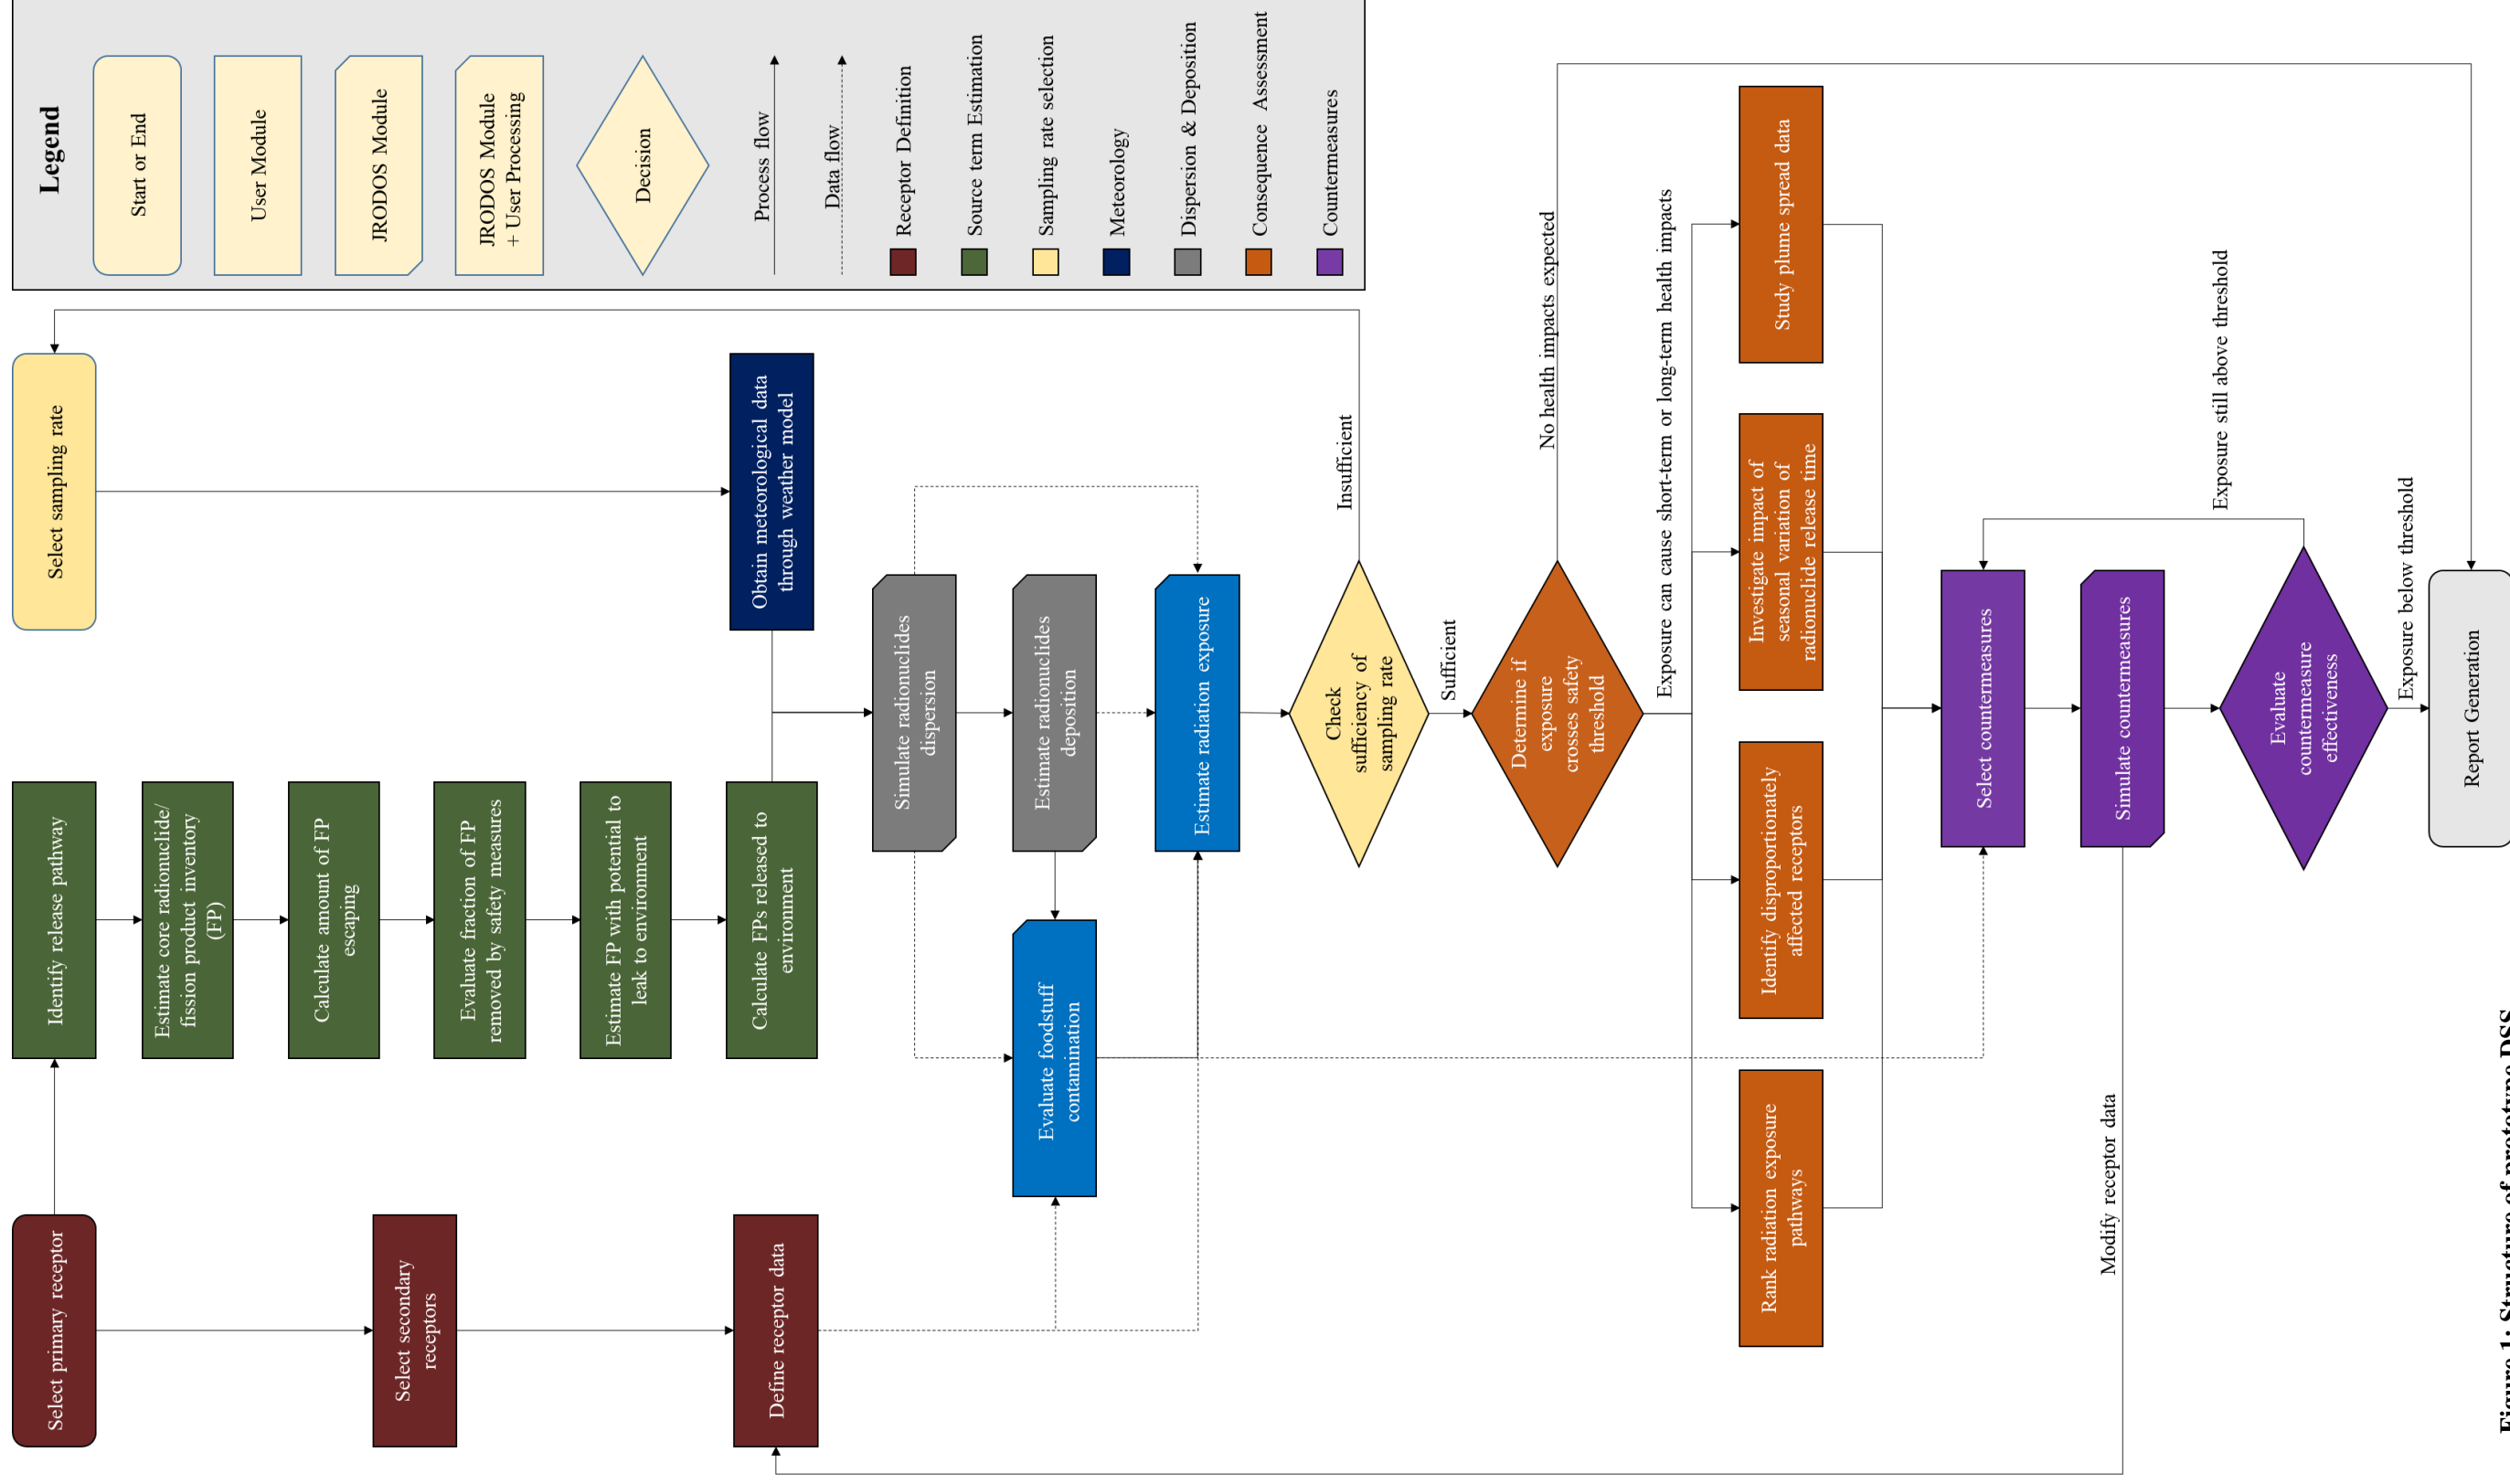 Select primary receptor
Select secondary
receptors
Define receptor data
Identify release pathway
Estimate core radionuclide/
fission product inventory
(FP)
Calculate amount of FP
escaping
Evaluate fraction of FP
removed by safety measures
Estimate FP with potential to
leak to environment
Calculate FPs released to
environment
Select sampling rate
Obtain meteorological data
through weather model
Simulate radionuclides
dispersion
Estimate radionuclides
deposition
Evaluate foodstuff
contamination
Estimate radiation exposure
Check
sufficiency of
sampling rate
Insufficient
Sufficient
Determine if
exposure
crosses safety
threshold
No health impacts expected
Exposure can cause short-term or long-term health impacts
Rank radiation exposure
pathways
Identify disproportionately
affected receptors
Investigate impact of
seasonal variation of
radionuclide release time
Study plume spread data
Select countermeasures
Simulate countermeasures
Modify receptor data
Evaluate
countermeasure
effectiveness
Exposure still above threshold
Exposure below threshold
Report Generation
Legend
Start or End
User Module
JRODOS Module
JRODOS Module
+ User Processing
Decision
Process flow
Data flow
Receptor Definition
Source term Estimation
Sampling rate selection
Meteorology
Dispersion & Deposition
Consequence Assessment
Countermeasures
Figure 1: Structure of prototype DSS